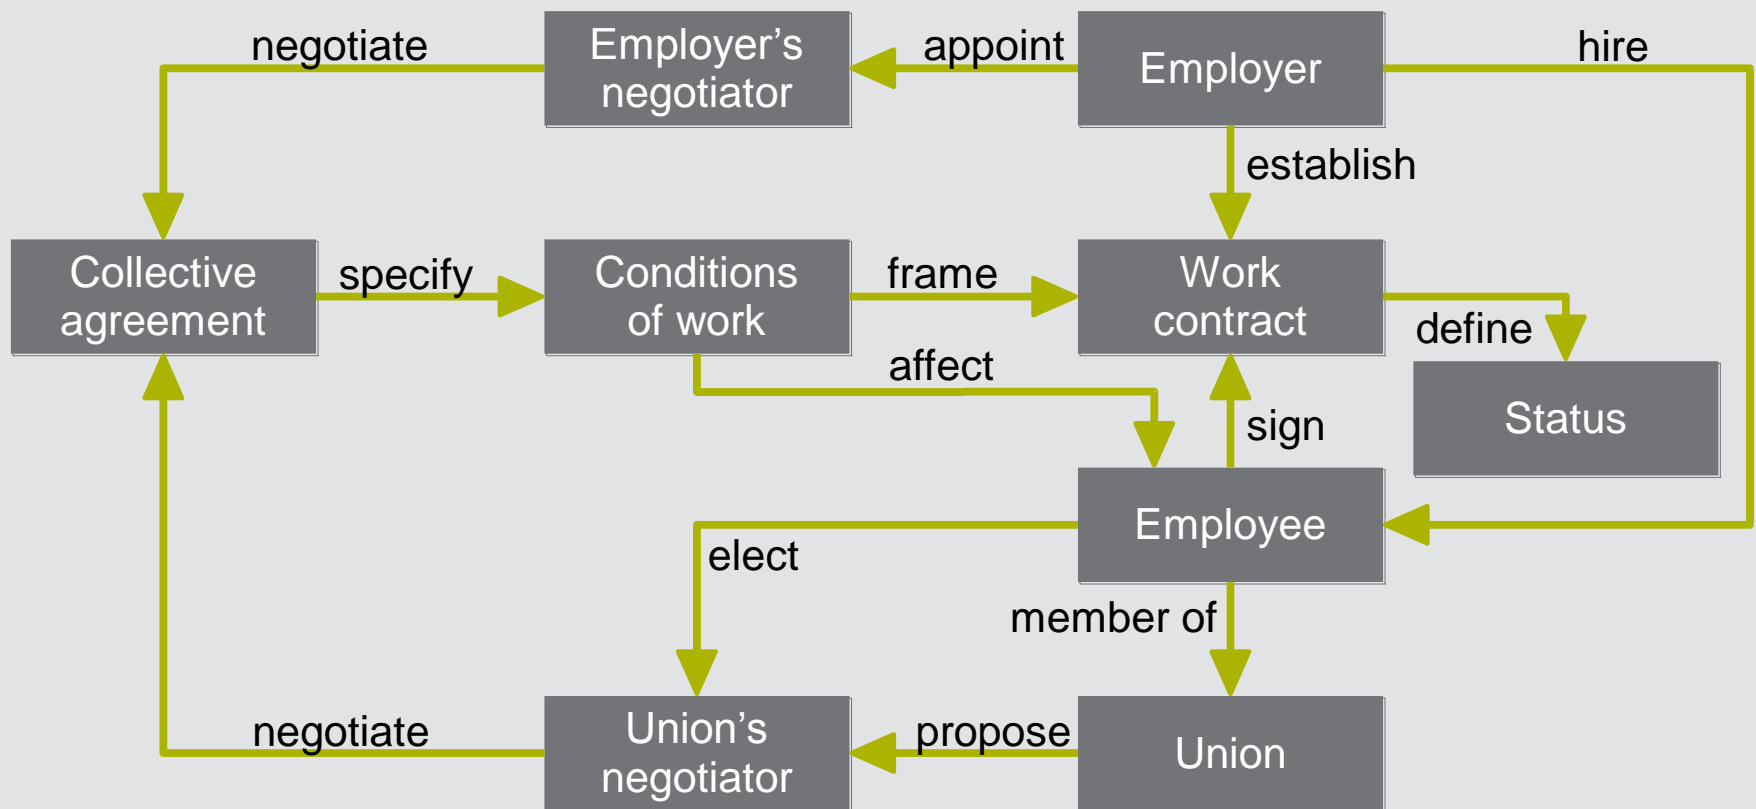 negotiate
Employer's
negotiator
appoint
Employer
hire
establish
Collective
agreement
specify
Conditions
of work
frame
Work
contract
define
affect
Status
sign
Employee
elect
member of
negotiate
Union's
negotiator
propose
Union